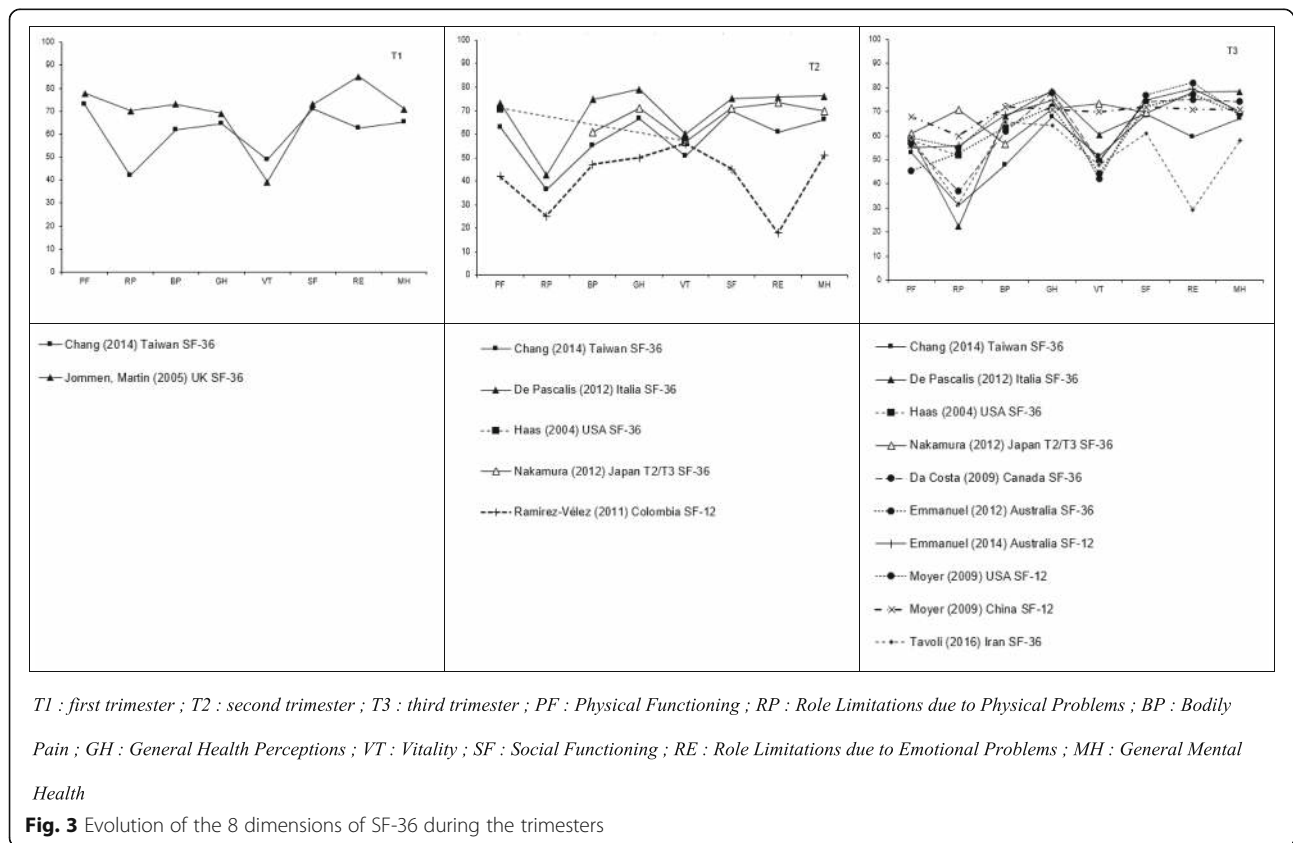 100
90
80
70
60
50
40
30
20
10
0
T1
PF RP BP GH VT SF RE MH
100
90
80
70
60
50
40
30
20
10
0
T2
PF RP BP GH VT SF RE MH
100
90
80
70
60
50
40
30
20
10
0
T3
PF RP BP GH VT SF RE MH
Chang (2014) Taiwan SF-36
Jommen, Martin (2005) UK SF-36
Chang (2014) Taiwan SF-36
De Pascalis (2012) Italia SF-36
Haas (2004) USA SF-36
Nakamura (2012) Japan T2/T3 SF-36
Ramirez-Vélez (2011) Colombia SF-12
Chang (2014) Taiwan SF-36
De Pascalis (2012) Italia SF-36
Haas (2004) USA SF-36
Nakamura (2012) Japan T2/T3 SF-36
Da Costa (2009) Canada SF-36
Emmanuel (2012) Australia SF-36
Emmanuel (2014) Australia SF-12
Moyer (2009) USA SF-12
Moyer (2009) China SF-12
Tavoli (2016) Iran SF-36
T1 : first trimester ; T2 : second trimester ; T3 : third trimester ; PF : Physical Functioning ; RP : Role Limitations due to Physical Problems ; BP : Bodily
Pain ; GH : General Health Perceptions ; VT : Vitality ; SF : Social Functioning ; RE : Role Limitations due to Emotional Problems ; MH : General Mental
Health
Fig. 3 Evolution of the 8 dimensions of SF-36 during the trimesters